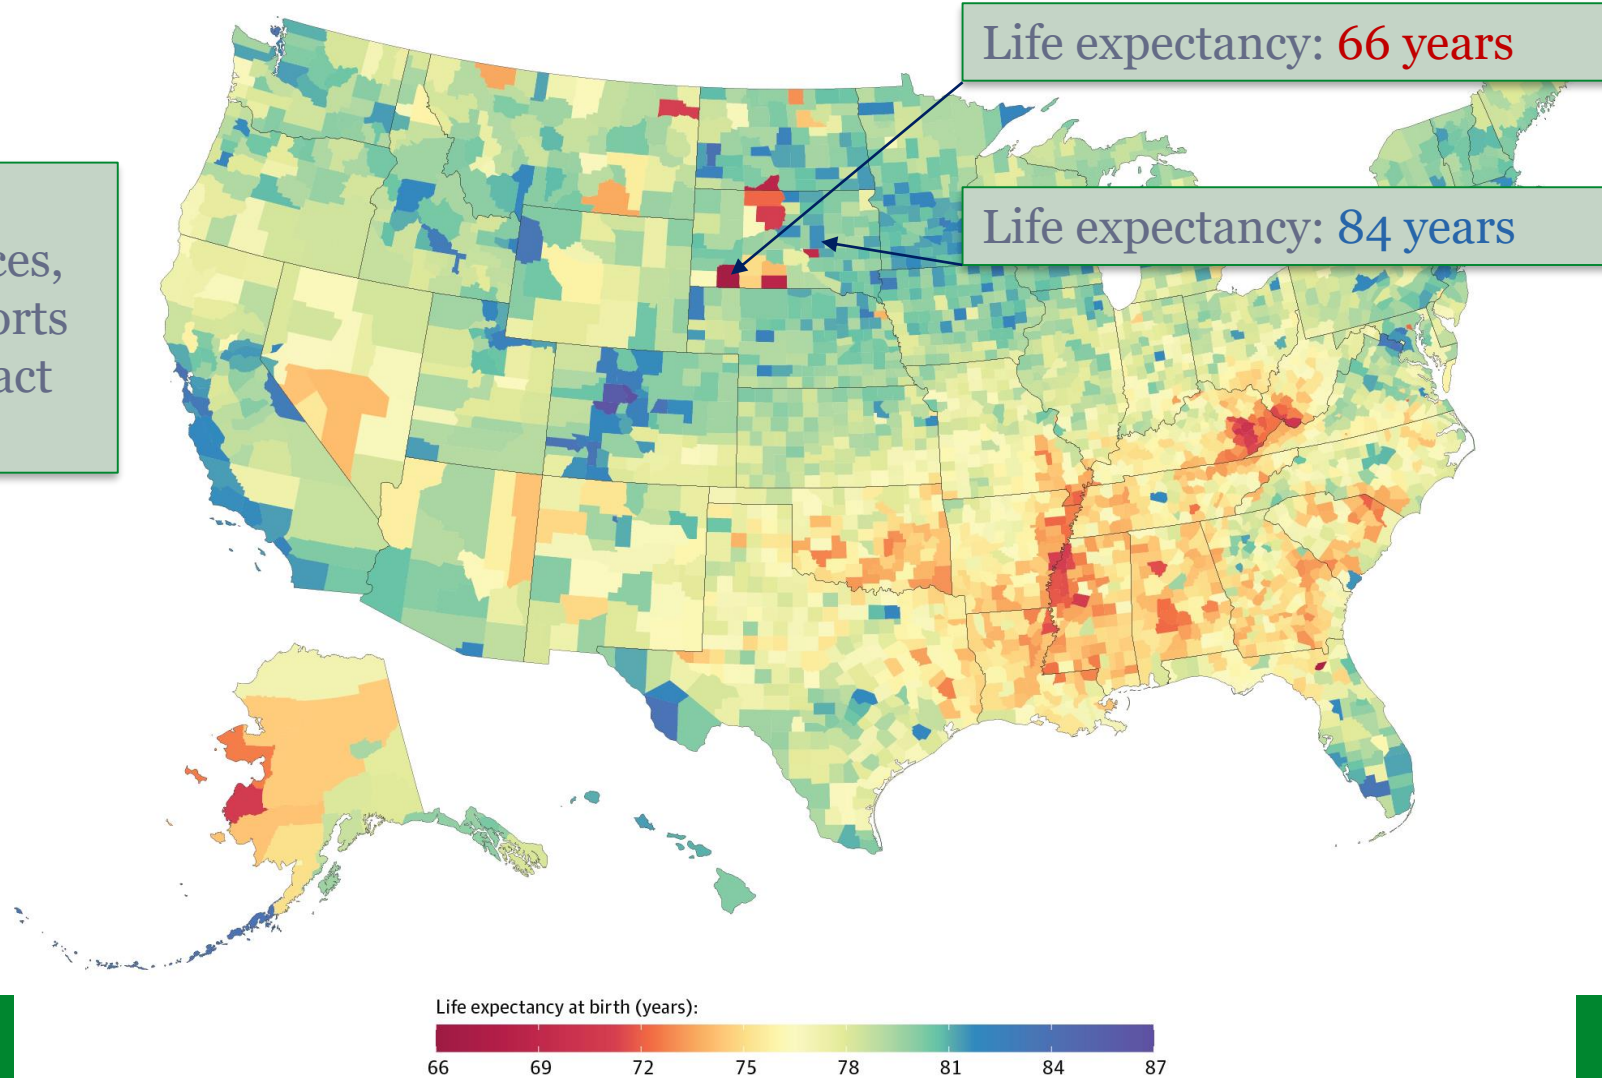 Life expectancy: 66 years
Life expectancy: 84 years
ces,
orts
act
Life expectancy at birth (years):
66 69 72 75 78 81 84 87